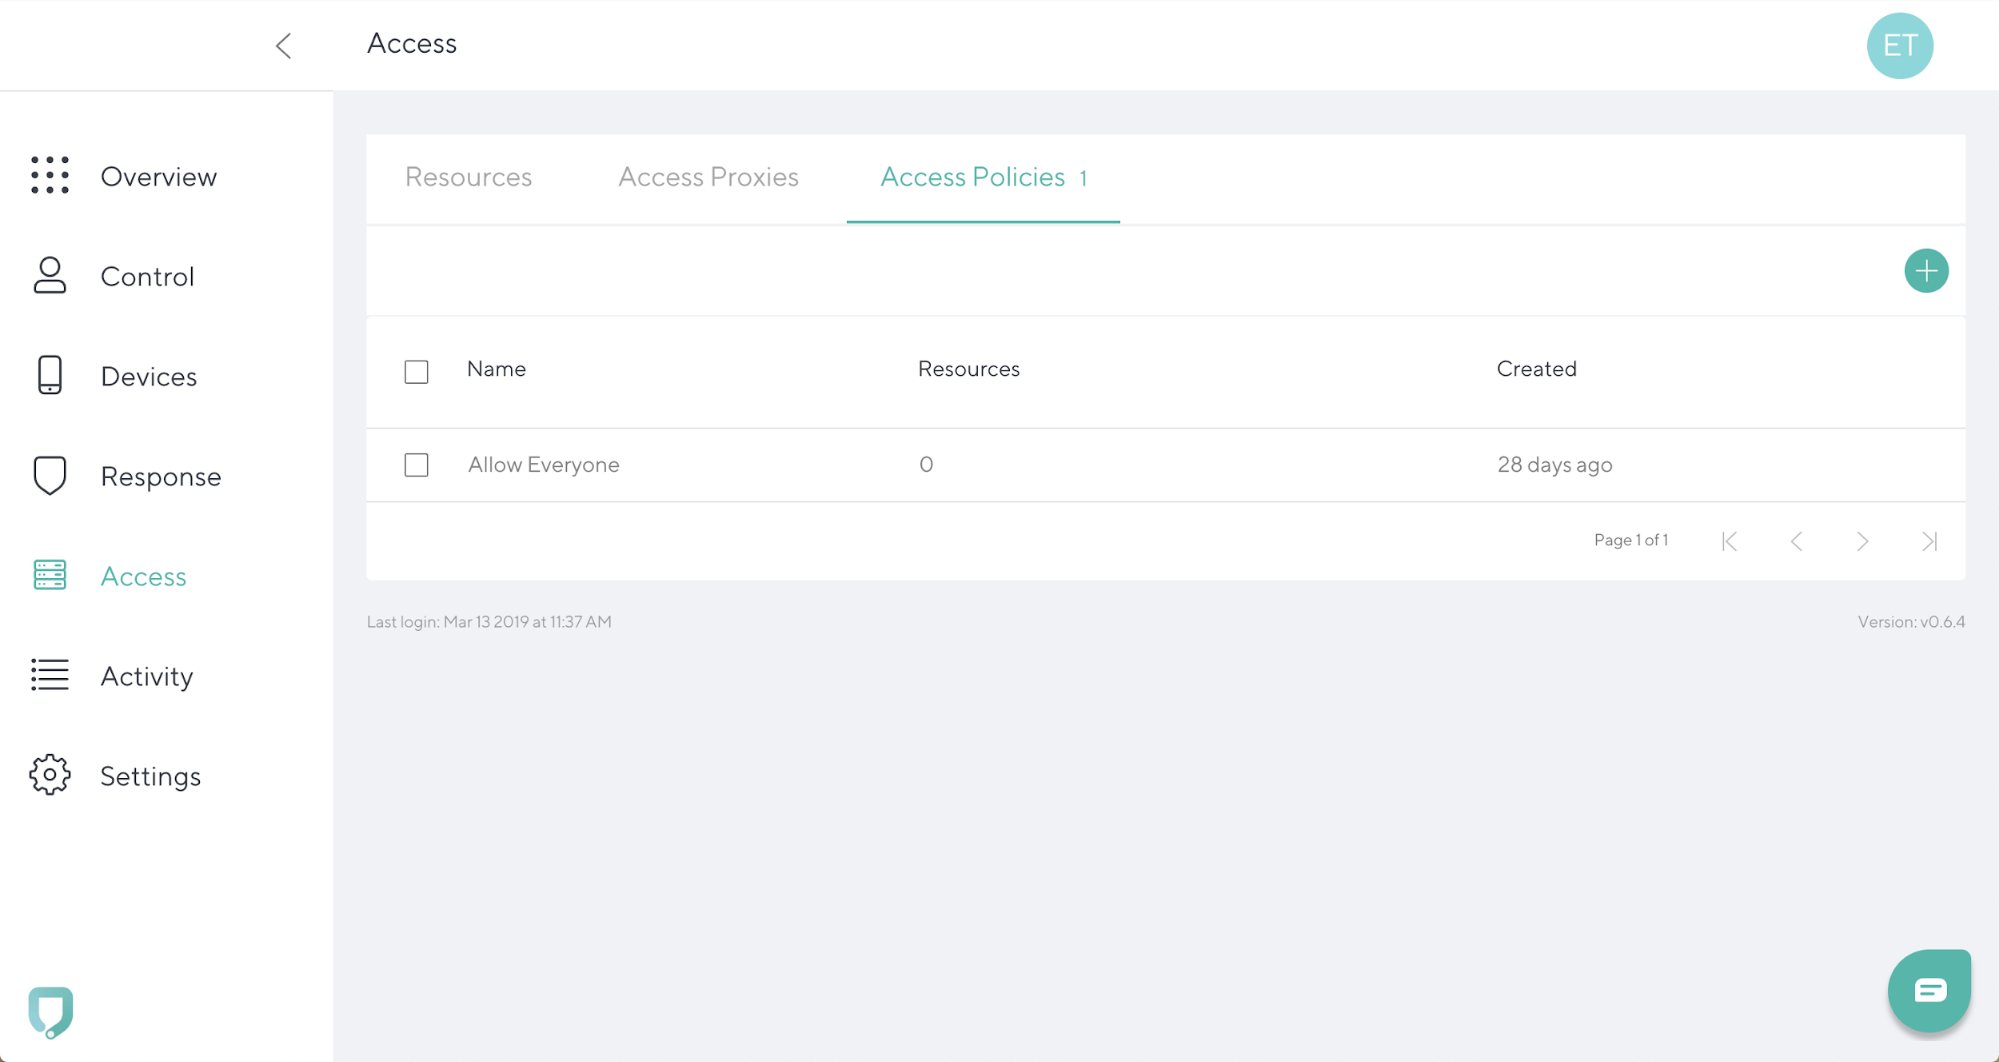 Access
ET
Overview
Control
Devices
Response
Access
Activity
Settings
Resources Access Proxies Access Policies 1
Name Resources Created
Allow Everyone 0 28 days ago
Page 1 of 1
Last login: Mar 13 2019 at 11:37 AM
Version: v0.6.4